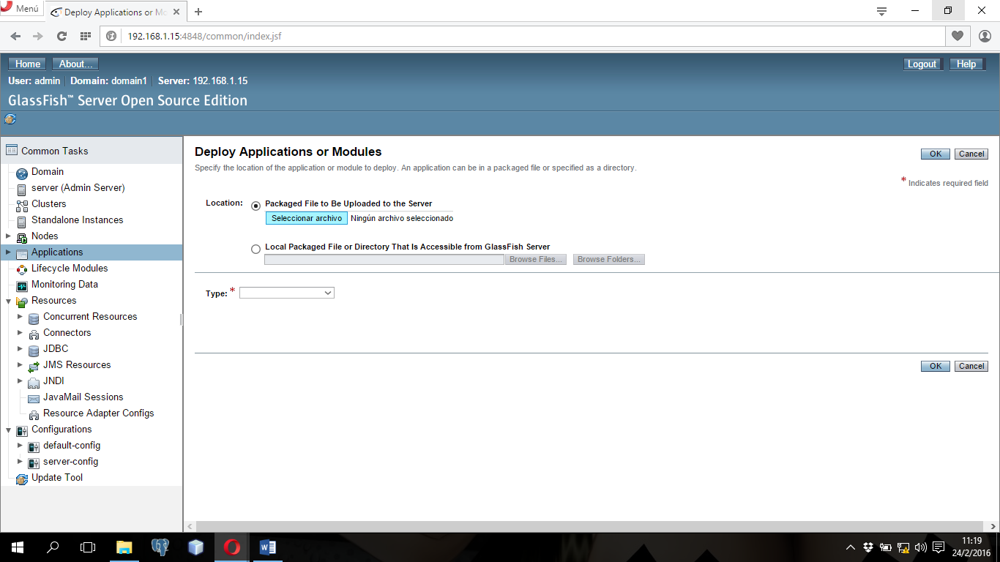 Menú
Deploy Applications or Mo
192.168.1.15:4848/common/index.jsf
Home About... Logout Help
User: admin Domain: domain1 Server: 192.168.1.15
GlassFish™ Server Open Source Edition
Common Tasks
Domain
server (Admin Server)
Clusters
Standalone Instances
Nodes
Applications
Lifecycle Modules
Monitoring Data
Resources
Concurrent Resources
Connectors
JDBC
JMS Resources
JNDI
JavaMail Sessions
Resource Adapter Configs
Configurations
default-config
server-config
Update Tool
Deploy Applications or Modules
OK Cancel
Specify the location of the application or module to deploy. An application can be in a packaged file or specified as a directory.
* Indicates required field
Location: Packaged File to Be Uploaded to the Server
Seleccionar archivo Ningún archivo seleccionado
Local Packaged File or Directory That Is Accessible from GlassFish Server
Browse Files... Browse Folders...
Type: *
OK Cancel
11:19
24/2/2016